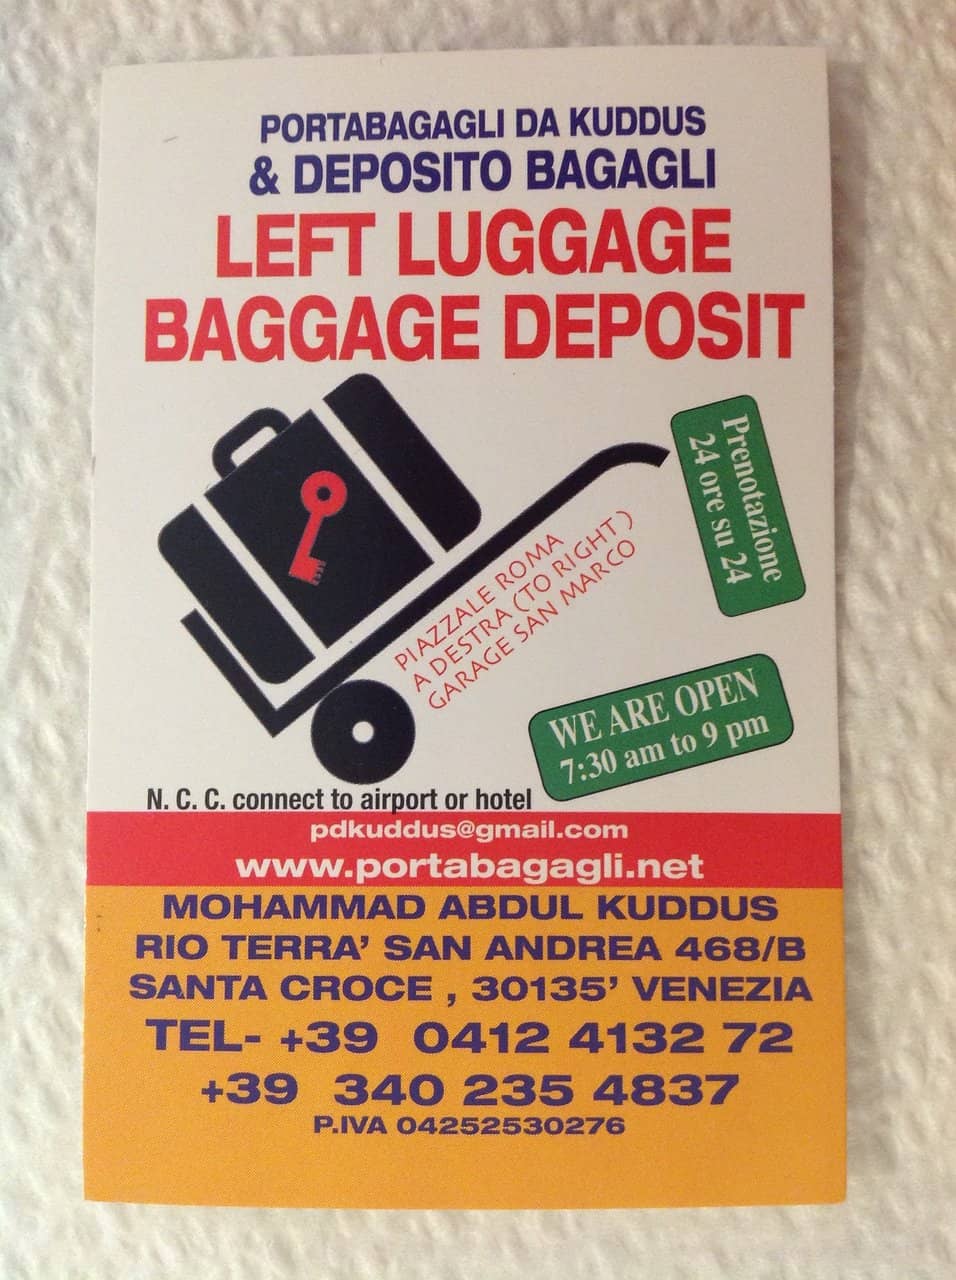 PORTABAGAGLI DA KUDDUS
& DEPOSITO BAGAGLI
LEFT LUGGAGE
BAGGAGE DEPOSIT
Prenotazione
24 ore su 24
PIAZZALE ROMA
A DESTRA (TO RIGHT )
GARAGE SAN MARCO
WE ARE OPEN
7:30 am to 9 pm
N. C. C. connect to airport or hotel
pdkuddus@gmail.com
www.portabagagli.net
MOHAMMAD ABDUL KUDDUS
RIO TERRA' SAN ANDREA 468/B
SANTA CROCE , 30135' VENEZIA
TEL- +39 0412 4132 72
+39 340 235 4837
P.IVA 04252530276